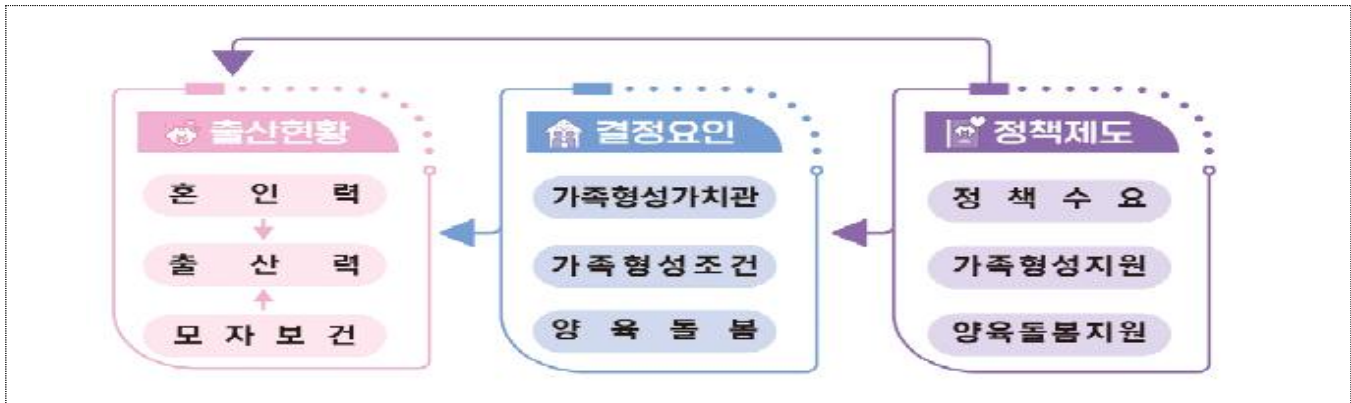 출산현황
혼 인 력
출 산 력
모 자 보 건
결정요인
가족형성가치관
가족형성조건
양 육 돌 봄
정책제도
정 책 수 요
가족형성지원
양육돌봄지원